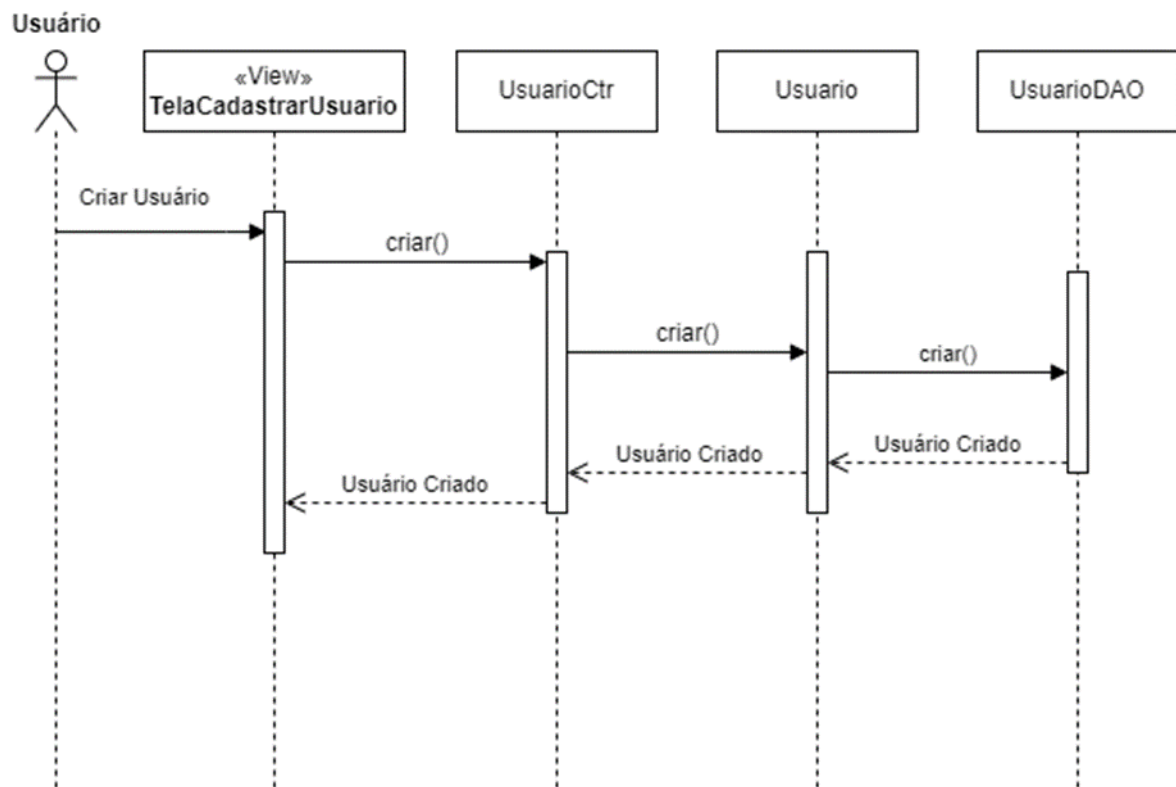 Usuário
«View»
TelaCadastrarUsuario
UsuarioCtr
Usuario
UsuarioDAO
Criar Usuário
criar()
criar()
criar()
Usuário Criado
Usuário Criado
Usuário Criado